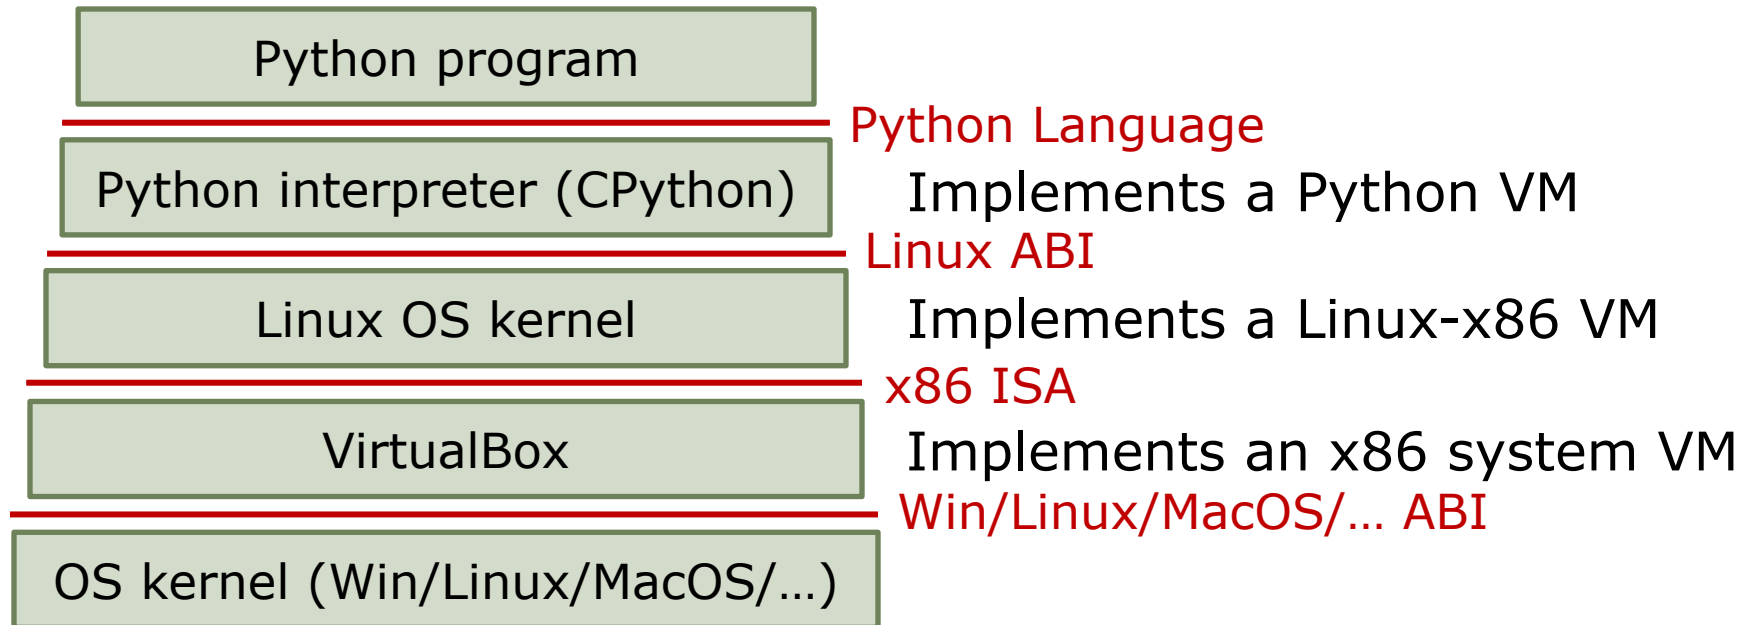 Python program
Python Language
Python interpreter (CPython)
Implements a Python VM
Linux ABI
Linux OS kernel
Implements a Linux-x86 VM
x86 ISA
VirtualBox
Implements an x86 system VM
Win/Linux/MacOS/… ABI
OS kernel (Win/Linux/MacOS/…)